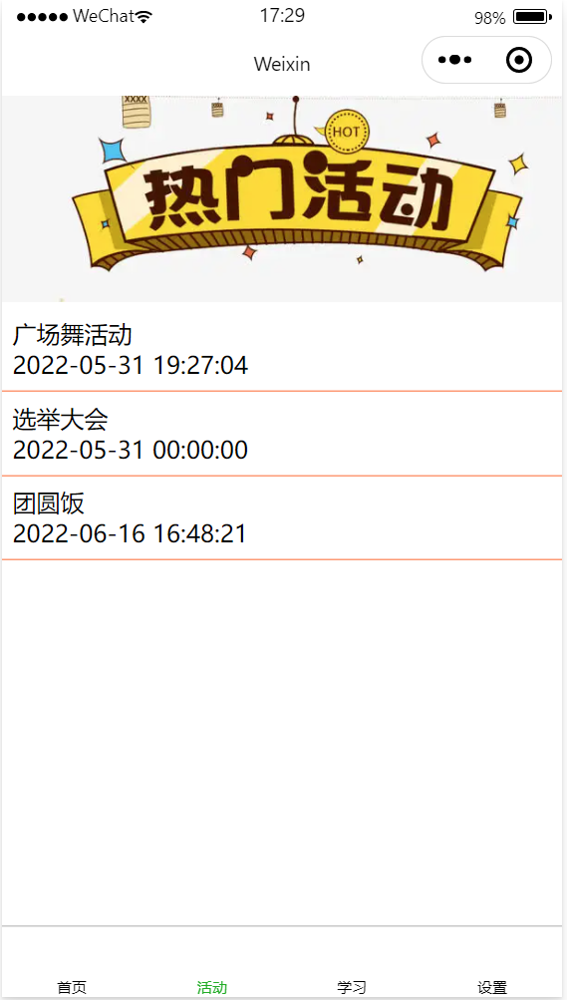 WeChat 17:29 98%
Weixin
HOT
热门活动
广场舞活动
2022-05-31 19:27:04
选举大会
2022-05-31 00:00:00
团圆饭
2022-06-16 16:48:21
首页 活动 学习 设置